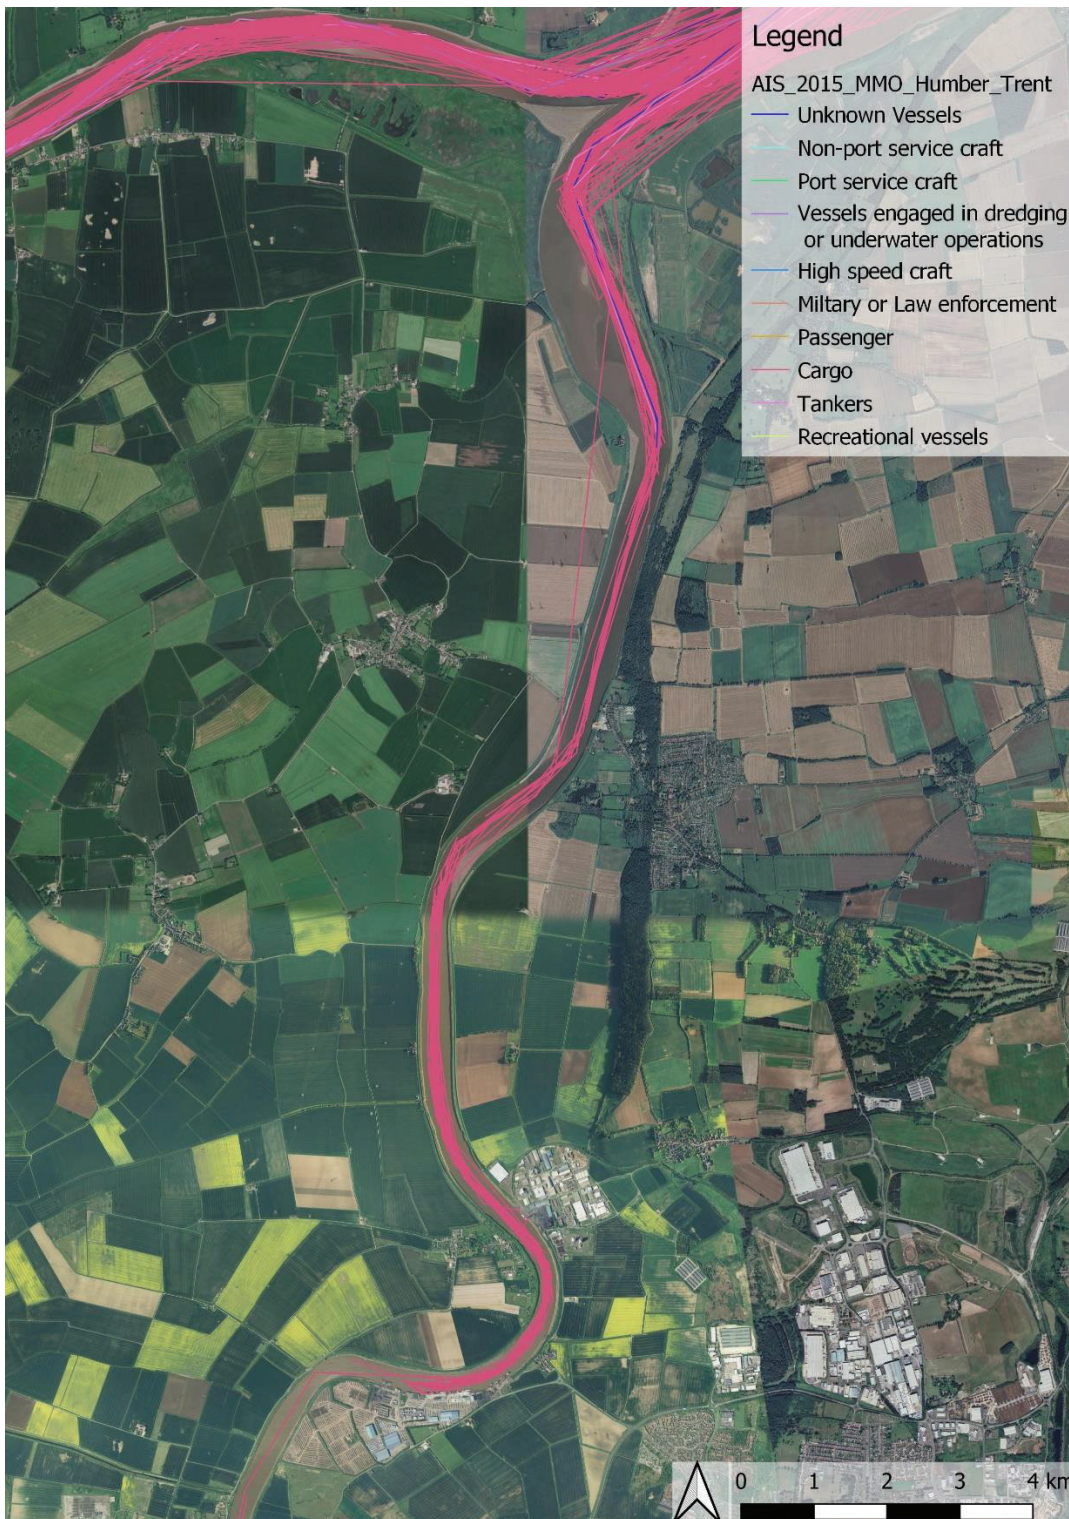 Legend
AIS_2015_MMO_Humber_Trent
Unknown Vessels
Non-port service craft
Port service craft
Vessels engaged in dredging
or underwater operations
High speed craft
Miltary or Law enforcement
Passenger
Cargo
Tankers
Recreational vessels
0 1 2 3 4 km